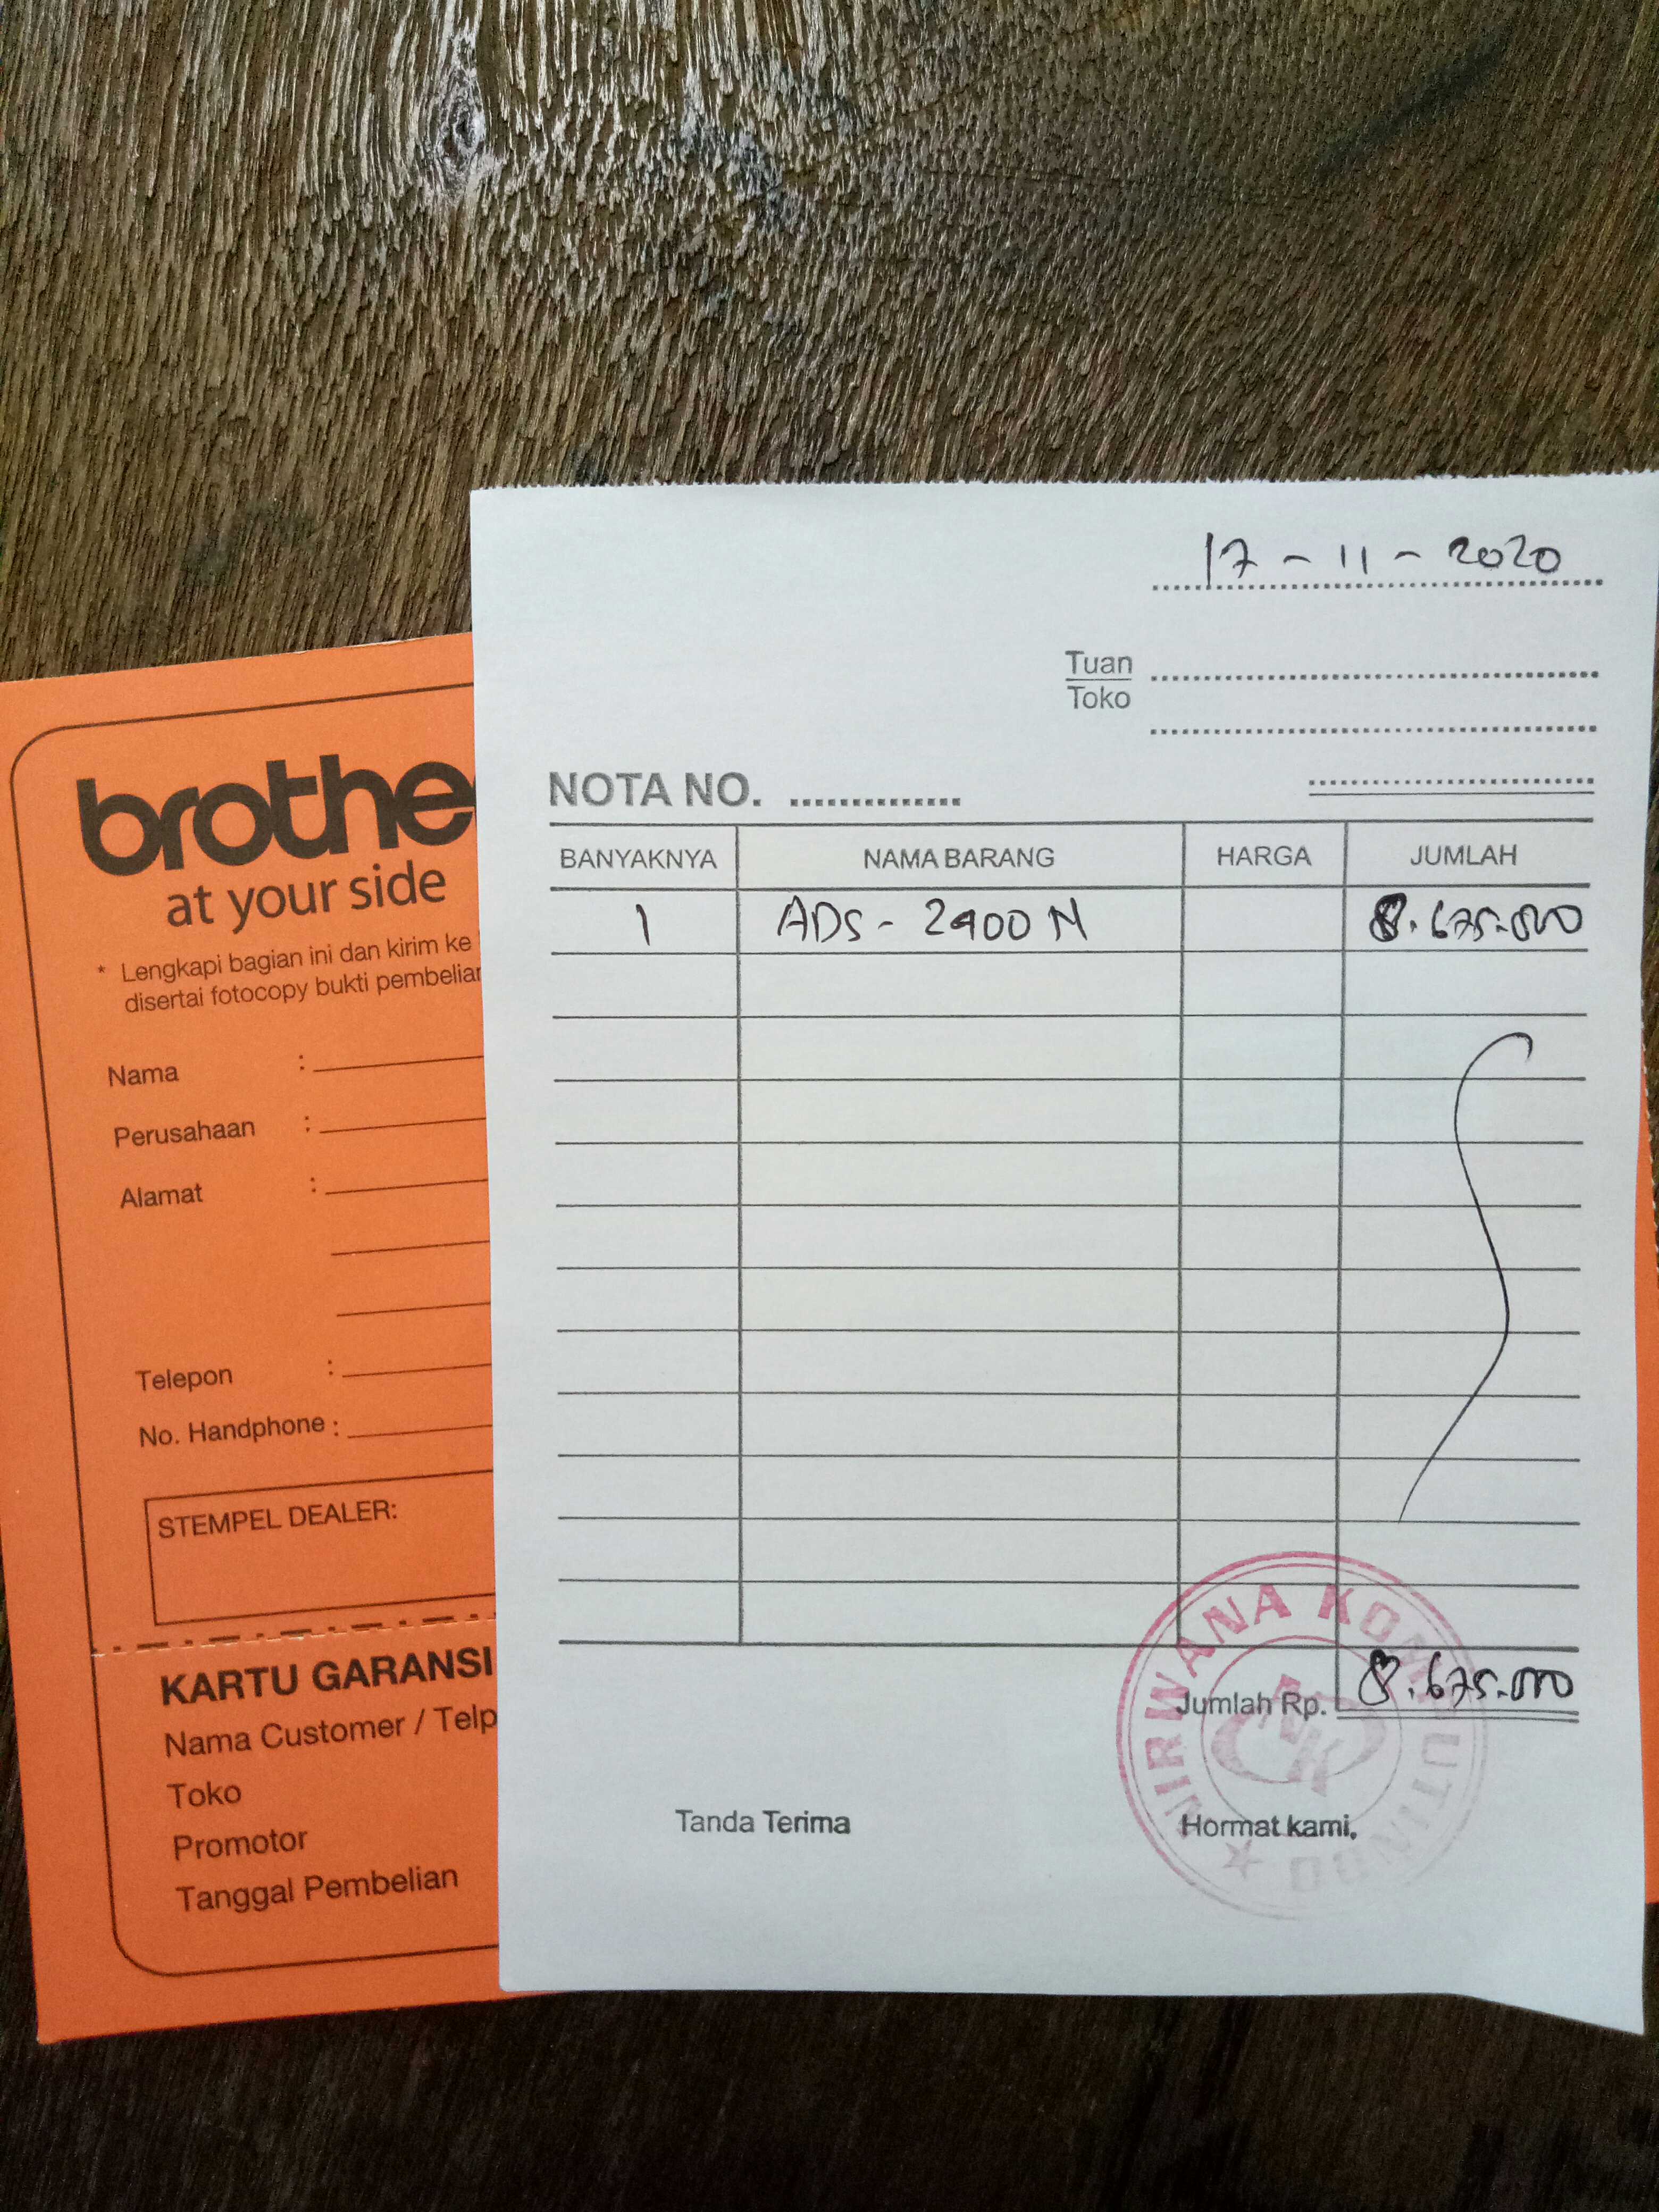 17 - 11 - 2020
Tuan
Toko
NOTA NO.
BANYAKNYA NAMA BARANG HARGA JUMLAH
1 ADS - 2400 N 8.675.000
Jumlah Rp. 8.675.000
Tanda Terima Hormat kami,
NIRWANA KOMPUTINDO
brothe
at your side
* Lengkapi bagian ini dan kirim ke
disertai fotocopy bukti pembelian
Nama :
Perusahaan :
Alamat :
Telepon :
No. Handphone :
STEMPEL DEALER:
KARTU GARANSI
Nama Customer / Telp
Toko
Promotor
Tanggal Pembelian